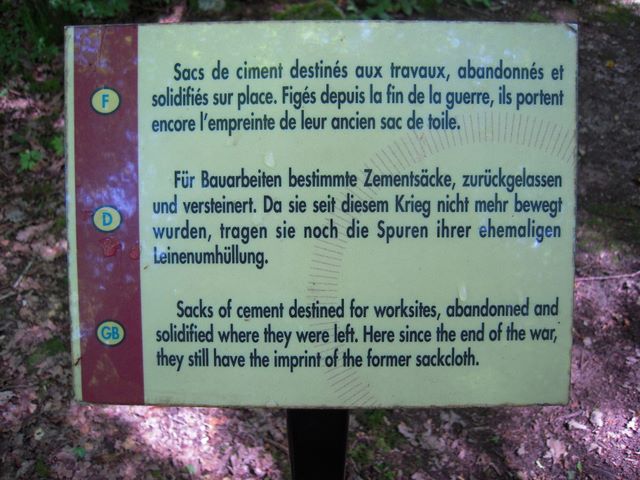 F
Sacs de ciment destinés aux travaux, abandonnés et
solidifiés sur place. Figés depuis la fin de la guerre, ils portent
encore l'empreinte de leur ancien sac de toile.
D
Für Bauarbeiten bestimmte Zementsäcke, zurückgelassen
und versteinert. Da sie seit diesem Krieg nicht mehr bewegt
wurden, tragen sie noch die Spuren ihrer ehemaligen
Leinenumhüllung.
GB
Sacks of cement destined for worksites, abandonned and
solidified where they were left. Here since the end of the war,
they still have the imprint of the former sackcloth.